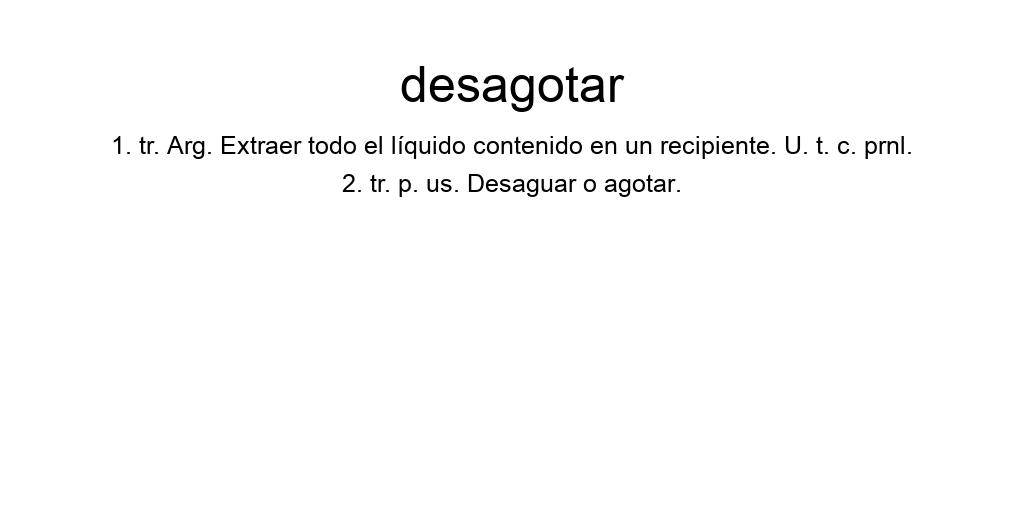 desagotar
1. tr. Arg. Extraer todo el líquido contenido en un recipiente. U. t. c. prnl.
2. tr. p. us. Desaguar o agotar.